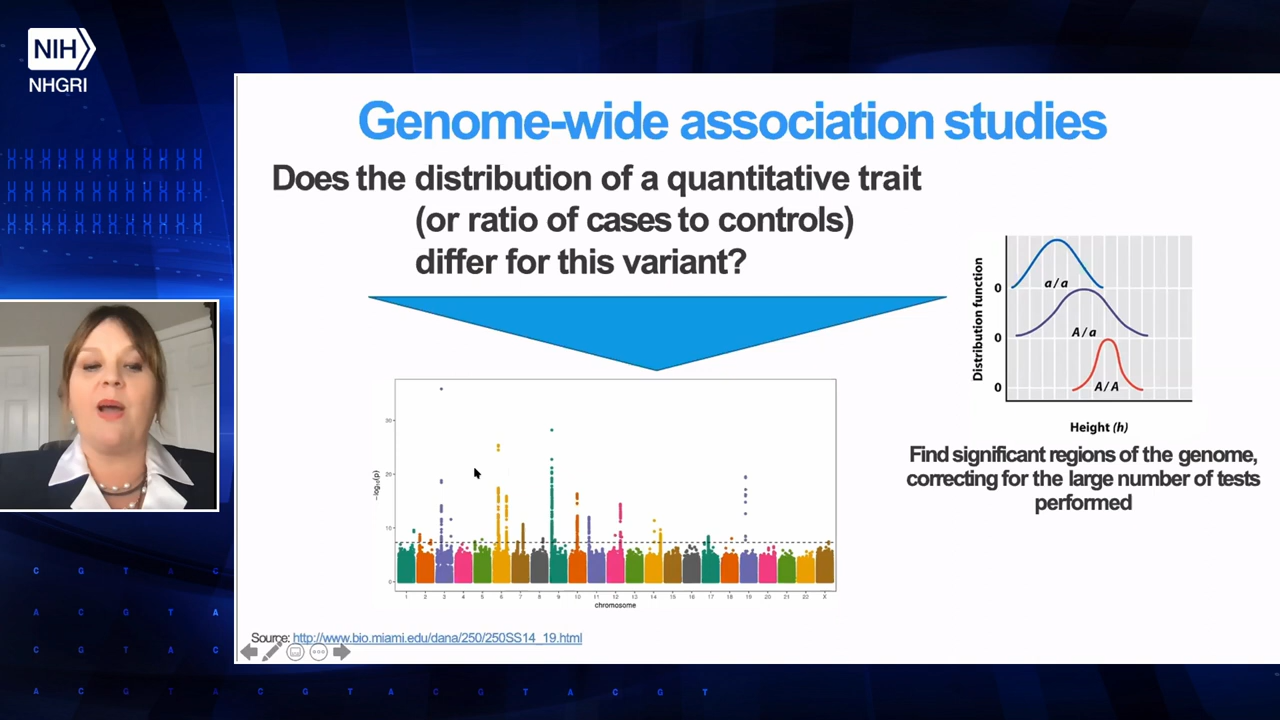 NIH
NHGRI
Genome-wide association studies
Does the distribution of a quantitative trait
(or ratio of cases to controls)
differ for this variant?
Distribution function
0
a/a
0
A/a
0
A/A
Height (h)
Find significant regions of the genome,
correcting for the large number of tests
performed
-log10(p)
30
20
10
0
1 2 3 4 5 6 7 8 9 10 11 12 13 14 15 16 17 18 19 20 21 22 X
chromosome
Source: http://www.bio.miami.edu/dana/250/250SS14_19.html
C G T A C
A C G T A
C G T A C
A C G T A C G T A C G T A C G T